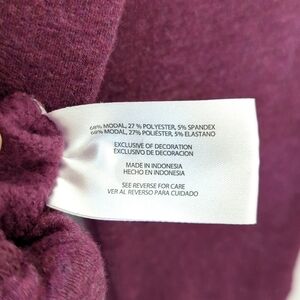 68% MODAL, 27 % POLYESTER, 5% SPANDEX
68% MODAL, 27% POLIÉSTER, 5% ELASTANO
EXCLUSIVE OF DECORATION
EXCLUSIVO DE DECORACION
MADE IN INDONESIA
HECHO EN INDONESIA
SEE REVERSE FOR CARE
VER AL REVERSO PARA CUIDADO